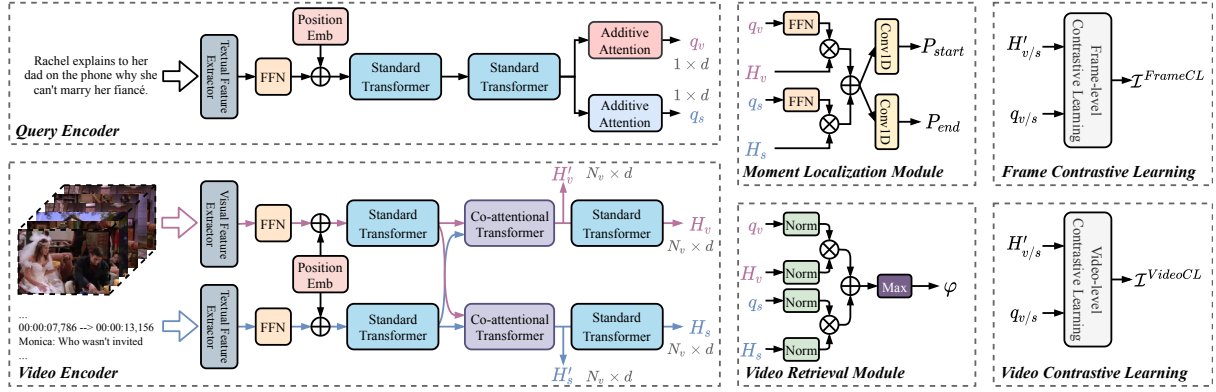 Rachel explains to her
dad on the phone why she
can't marry her fiancé.
Textual Feature
Extractor
FFN
Position
Emb
Standard
Transformer
Standard
Transformer
Additive
Attention
q_v
1 × d
Additive
Attention
1 × d
q_s
Query Encoder
Visual Feature
Extractor
FFN
Position
Emb
Standard
Transformer
Co-attentional
Transformer
H'_v
N_v × d
Standard
Transformer
H_v
N_v × d
...
00:00:07,786 --> 00:00:13,156
Monica: Who wasn't invited
...
Textual Feature
Extractor
FFN
Standard
Transformer
Co-attentional
Transformer
H'_s
N_v × d
Standard
Transformer
H_s
N_v × d
Video Encoder
q_v
FFN
H_v
q_s
FFN
H_s
Conv1D
P_start
Conv1D
P_end
Moment Localization Module
H'_{v/s}
q_{v/s}
Frame-level
Contrastive Learning
𝓘^{FrameCL}
Frame Contrastive Learning
q_v
Norm
H_v
Norm
q_s
Norm
H_s
Norm
Max
φ
Video Retrieval Module
H'_{v/s}
q_{v/s}
Video-level
Contrastive Learning
𝓘^{VideoCL}
Video Contrastive Learning